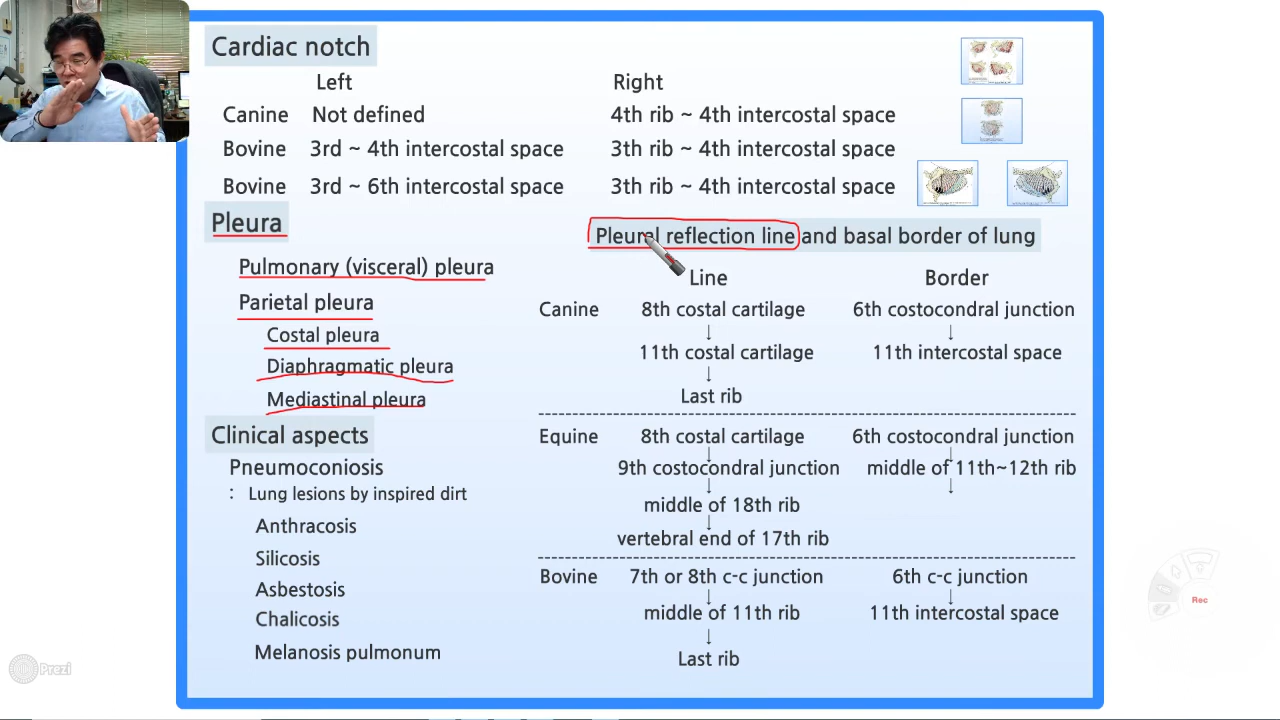 Cardiac notch
Left Right
Canine Not defined 4th rib ~ 4th intercostal space
Bovine 3rd ~ 4th intercostal space 3th rib ~ 4th intercostal space
Bovine 3rd ~ 6th intercostal space 3th rib ~ 4th intercostal space
Pleura
Pulmonary (visceral) pleura
Parietal pleura
Costal pleura
Diaphragmatic pleura
Mediastinal pleura
Clinical aspects
Pneumoconiosis
: Lung lesions by inspired dirt
Anthracosis
Silicosis
Asbestosis
Chalicosis
Melanosis pulmonum
Pleural reflection line and basal border of lung
Line Border
Canine 8th costal cartilage 6th costocondral junction
↓ ↓
11th costal cartilage 11th intercostal space
↓
Last rib
Equine 8th costal cartilage 6th costocondral junction
↓ ↓
9th costocondral junction middle of 11th~12th rib
↓ ↓
middle of 18th rib
↓
vertebral end of 17th rib
Bovine 7th or 8th c-c junction 6th c-c junction
↓ ↓
middle of 11th rib 11th intercostal space
↓
Last rib
Rec
Prezi